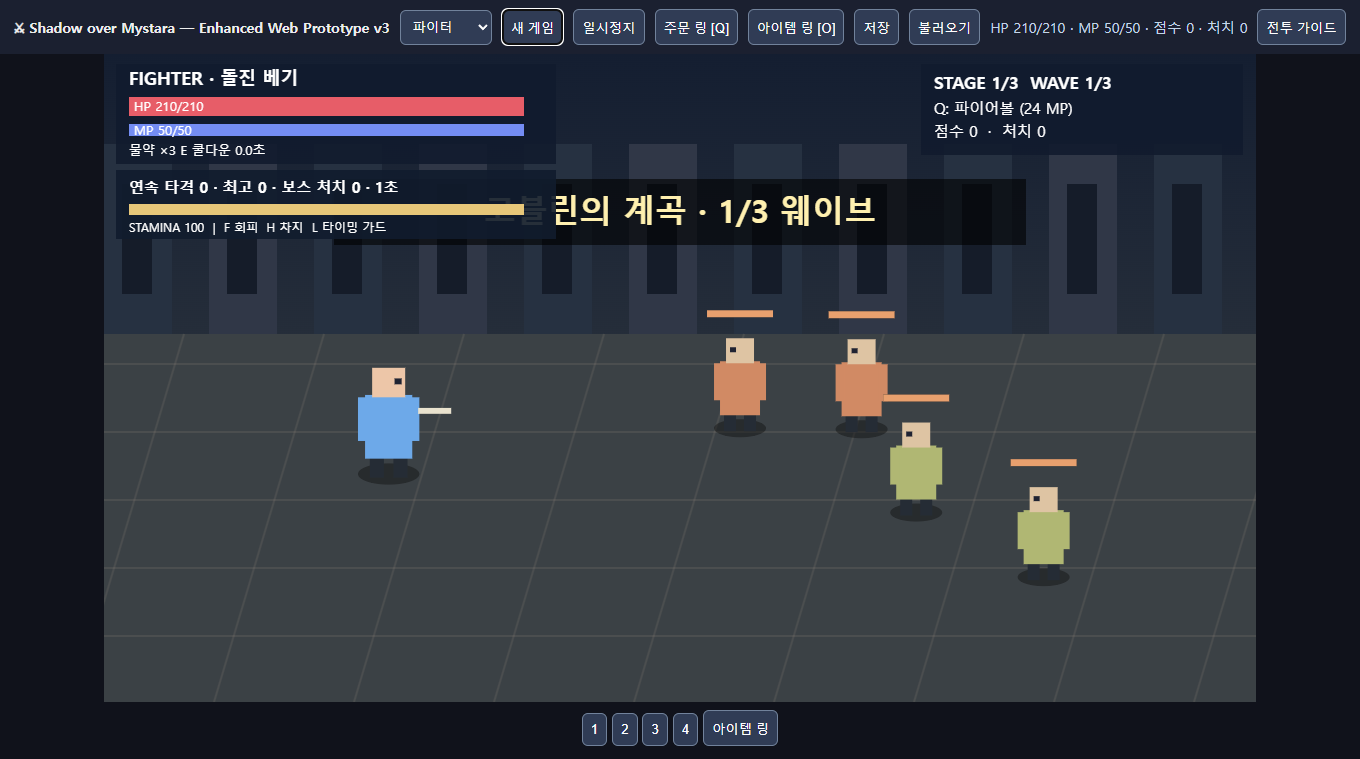 ⚔ Shadow over Mystara — Enhanced Web Prototype v3 파이터 새 게임 일시정지 주문 링 [Q] 아이템 링 [O] 저장 불러오기 HP 210/210 · MP 50/50 · 점수 0 · 처치 0 전투 가이드
FIGHTER · 돌진 베기
HP 210/210
MP 50/50
물약 ×3 E 쿨다운 0.0초
STAGE 1/3 WAVE 1/3
Q: 파이어볼 (24 MP)
점수 0 · 처치 0
연속 타격 0 · 최고 0 · 보스 처치 0 · 1초
STAMINA 100 | F 회피 H 차지 L 타이밍 가드
고블린의 계곡 · 1/3 웨이브
1 2 3 4 아이템 링